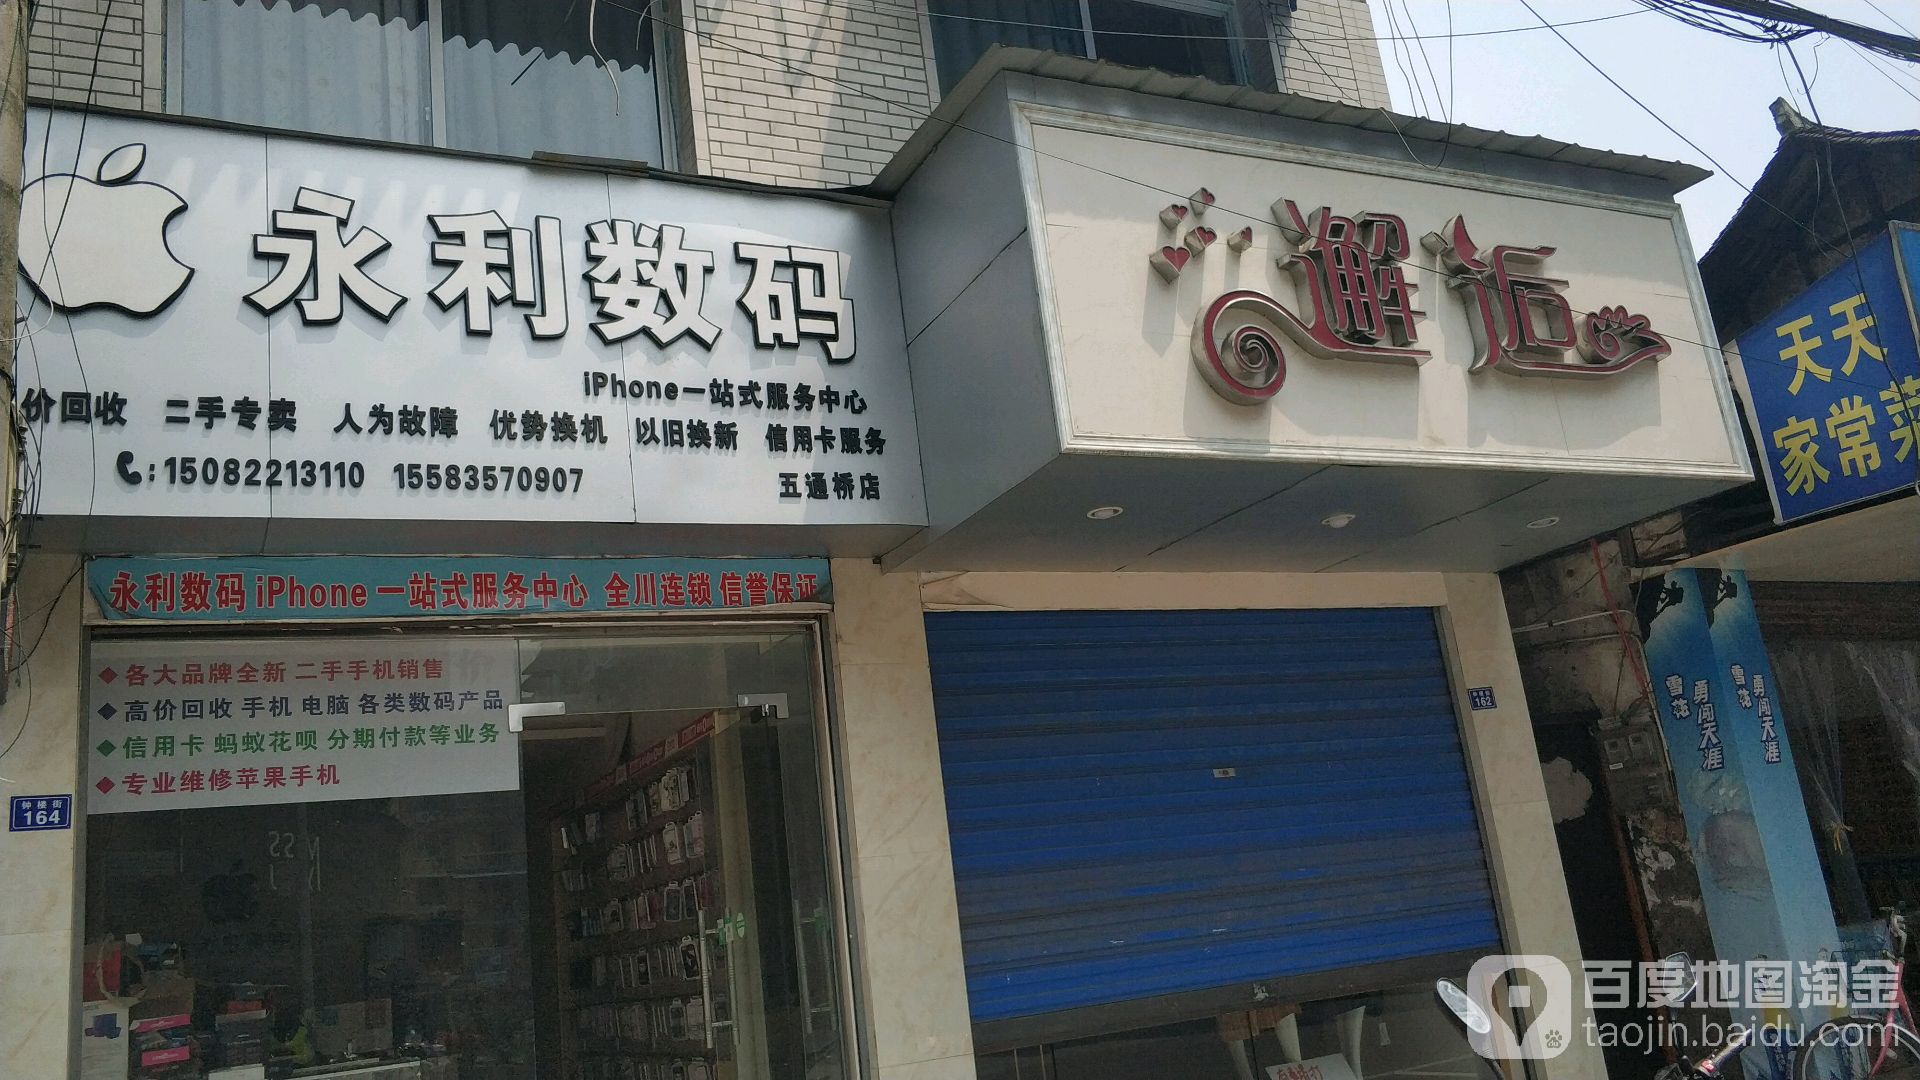 永利数码
iPhone一站式服务中心
价回收 二手专卖 人为故障 优势换机 以旧换新 信用卡服务
:15082213110 15583570907 五通桥店
邂逅
天天
家常菜
永利数码 iPhone 一站式服务中心 全川连锁 信誉保证
◆各大品牌全新 二手手机销售
◆高价回收 手机 电脑 各类数码产品
◆信用卡 蚂蚁花呗 分期付款等业务
◆专业维修苹果手机
钟楼街
164
钟楼街
162
雪花 勇闯天涯
雪花 勇闯天涯
百度地图淘金
taojin.baidu.com